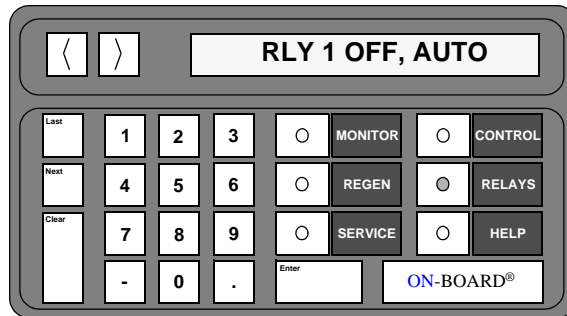 〈 〉 RLY 1 OFF, AUTO
Last 1 2 3 MONITOR CONTROL
Next 4 5 6 REGEN RELAYS
Clear 7 8 9 SERVICE HELP
- 0 . Enter ON-BOARD®